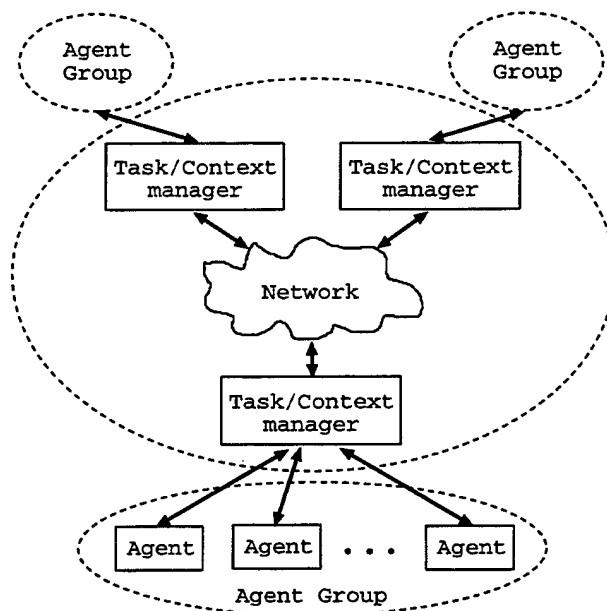 Agent
Group
Agent
Group
Task/Context
manager
Task/Context
manager
Network
Task/Context
manager
Agent
Agent
. . .
Agent
Agent Group